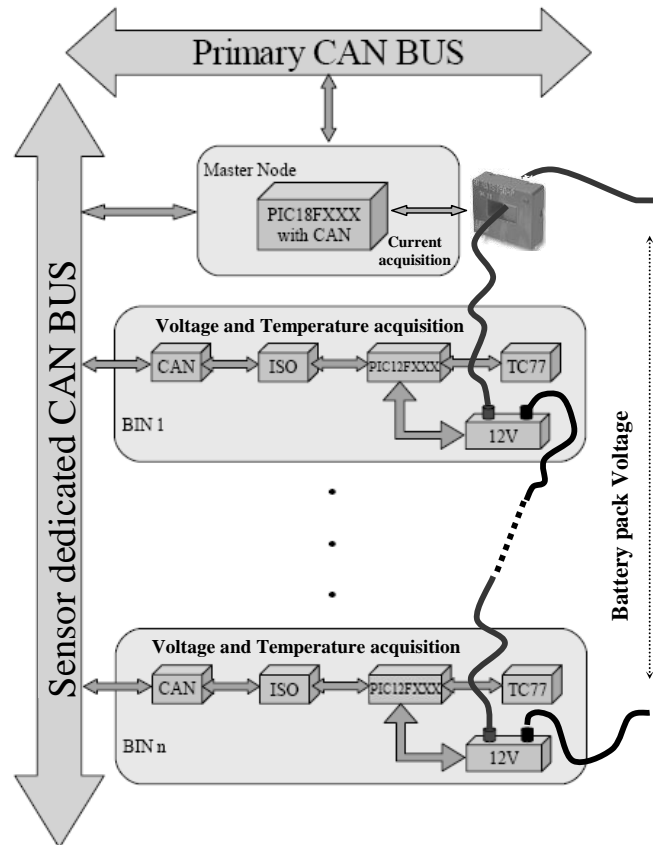 Primary CAN BUS
Sensor dedicated CAN BUS
Master Node
PIC18FXXX
with CAN
Current
acquisition
Voltage and Temperature acquisition
CAN
ISO
PIC12FXXX
TC77
BIN 1
12V
Battery pack Voltage
Voltage and Temperature acquisition
CAN
ISO
PIC12FXXX
TC77
BIN n
12V